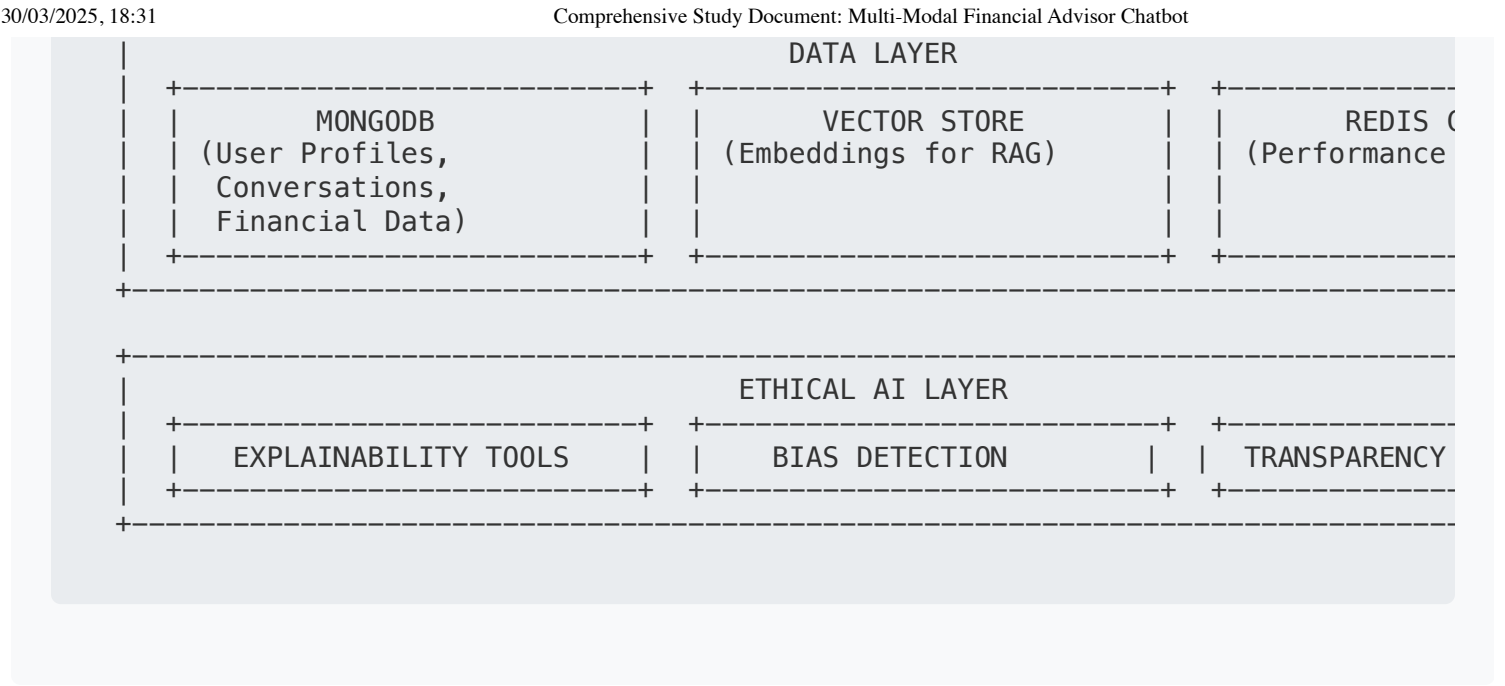 30/03/2025, 18:31 Comprehensive Study Document: Multi-Modal Financial Advisor Chatbot
DATA LAYER
MONGODB VECTOR STORE REDIS
(User Profiles, (Embeddings for RAG) (Performance
Conversations,
Financial Data)
ETHICAL AI LAYER
EXPLAINABILITY TOOLS BIAS DETECTION TRANSPARENCY